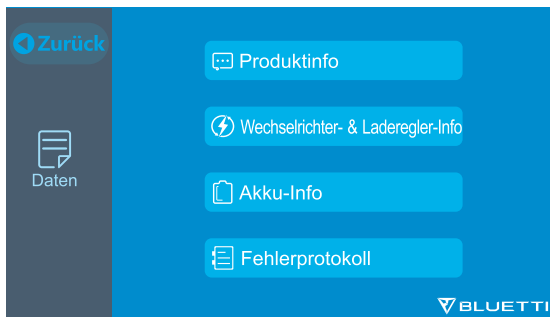 Zurück
Daten
Produktinfo
Wechselrichter- & Laderegler-Info
Akku-Info
Fehlerprotokoll
BLUETTI